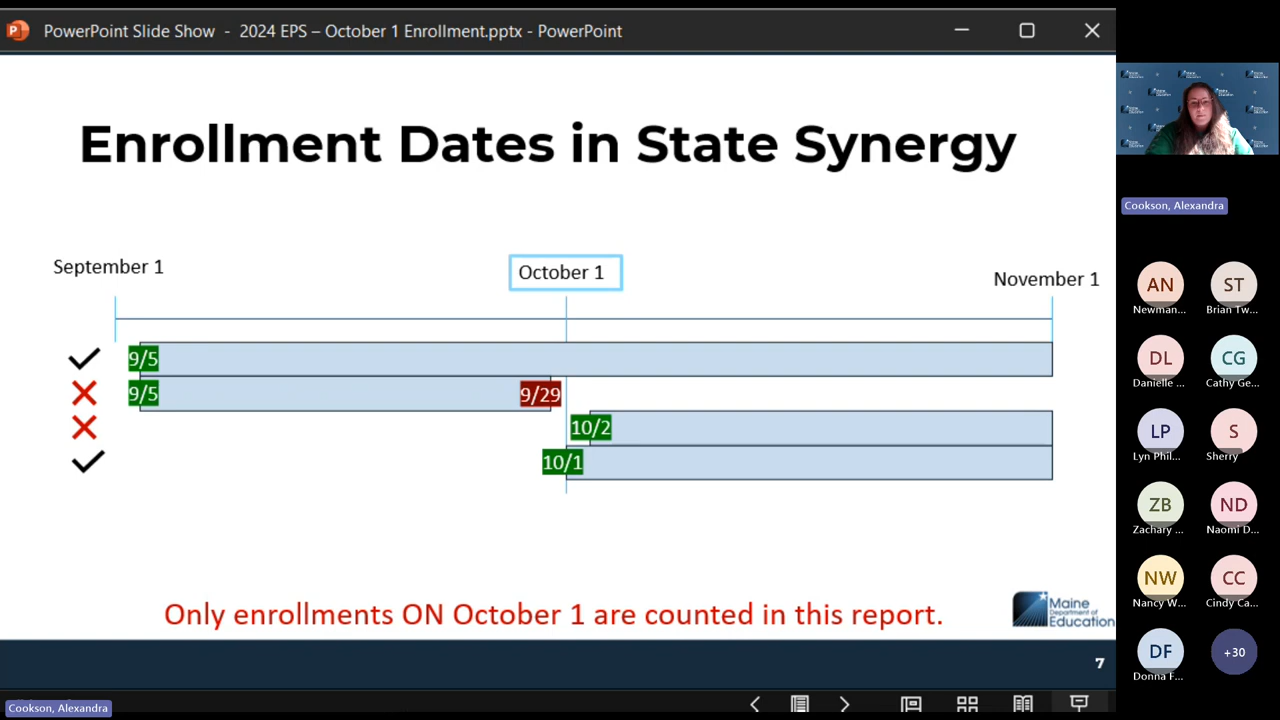 PowerPoint Slide Show - 2024 EPS – October 1 Enrollment.pptx - PowerPoint
Enrollment Dates in State Synergy
September 1
October 1
November 1
9/5
9/5
9/29
10/2
10/1
Only enrollments ON October 1 are counted in this report.
Maine
Department of
Education
7
Cookson, Alexandra
Cookson, Alexandra
AN
ST
Newman...
Brian Tw...
DL
CG
Danielle ...
Cathy Ge...
LP
S
Lyn Phil...
Sherry
ZB
ND
Zachary ...
Naomi D...
NW
CC
Nancy W...
Cindy Ca...
DF
+30
Donna F...